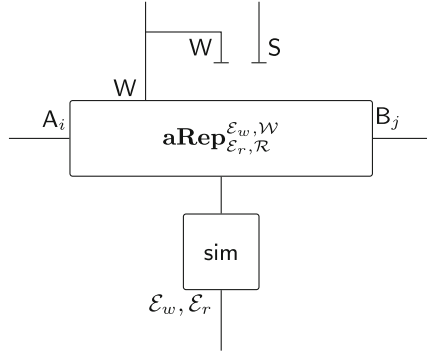 W S
W
A_i B_j
aRep^{ℰ_w, 𝒲}_{ℰ_r, ℛ}
sim
ℰ_w, ℰ_r